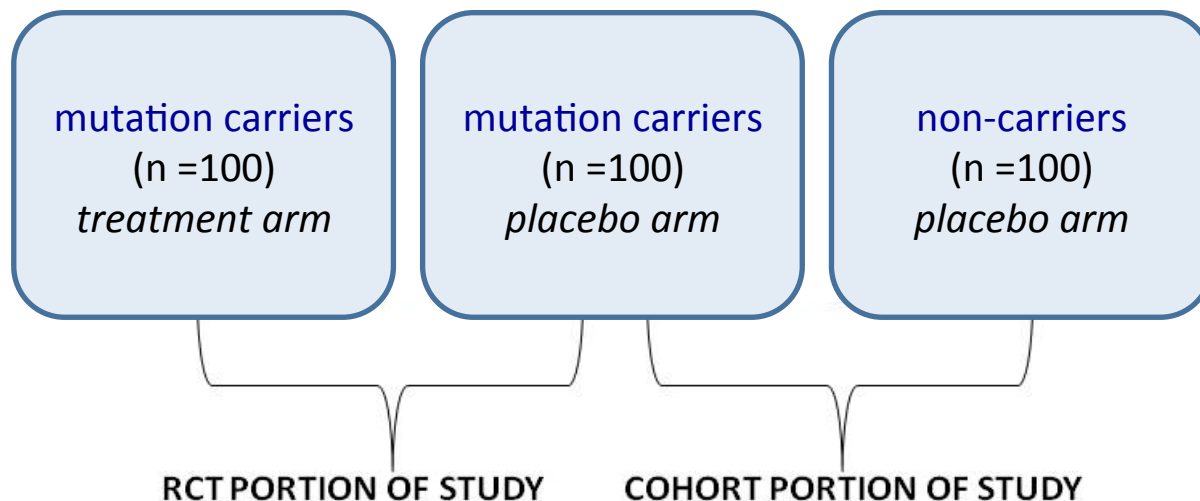 mutation carriers
(n =100)
treatment arm
mutation carriers
(n =100)
placebo arm
non-carriers
(n =100)
placebo arm
RCT PORTION OF STUDY
COHORT PORTION OF STUDY